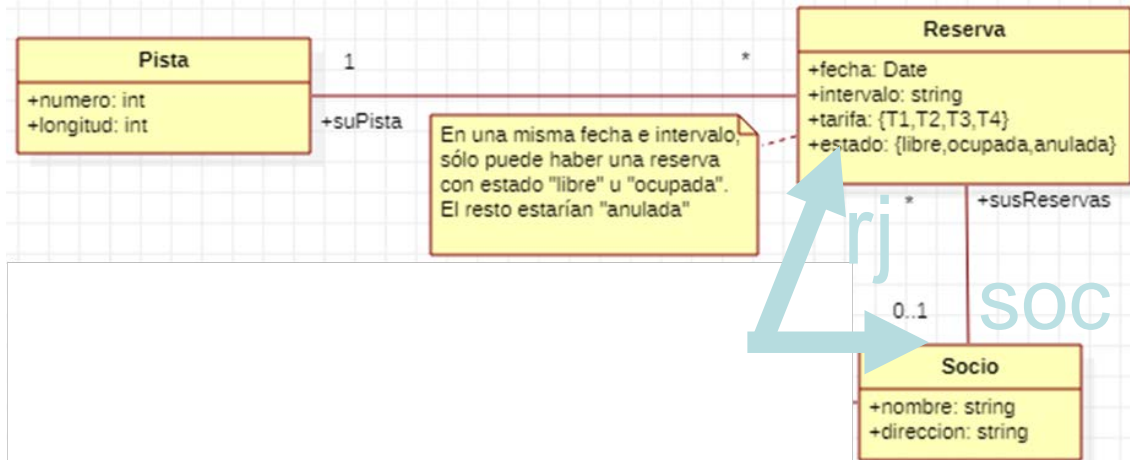 Pista
+numero: int
+longitud: int
1
*
+suPista
En una misma fecha e intervalo,
sólo puede haber una reserva
con estado "libre" u "ocupada".
El resto estarían "anulada"
Reserva
+fecha: Date
+intervalo: string
+tarifa: {T1,T2,T3,T4}
+estado: {libre,ocupada,anulada}
*
+susReservas
rj
soc
0..1
Socio
+nombre: string
+direccion: string